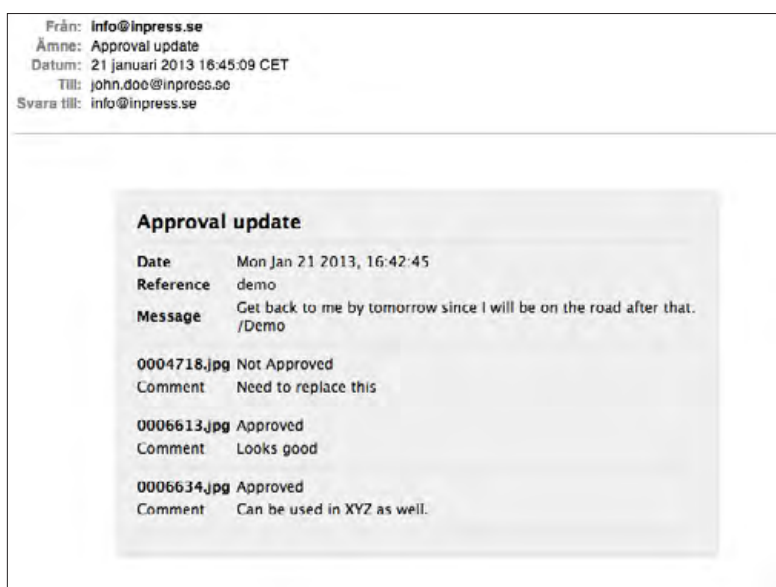 Från: info@inpress.se
Ämne: Approval update
Datum: 21 januari 2013 16:45:09 CET
Till: john.doe@inpress.se
Svara till: info@inpress.se
Approval update
Date Mon Jan 21 2013, 16:42:45
Reference demo
Message Get back to me by tomorrow since I will be on the road after that.
/Demo
0004718.jpg Not Approved
Comment Need to replace this
0006613.jpg Approved
Comment Looks good
0006634.jpg Approved
Comment Can be used in XYZ as well.